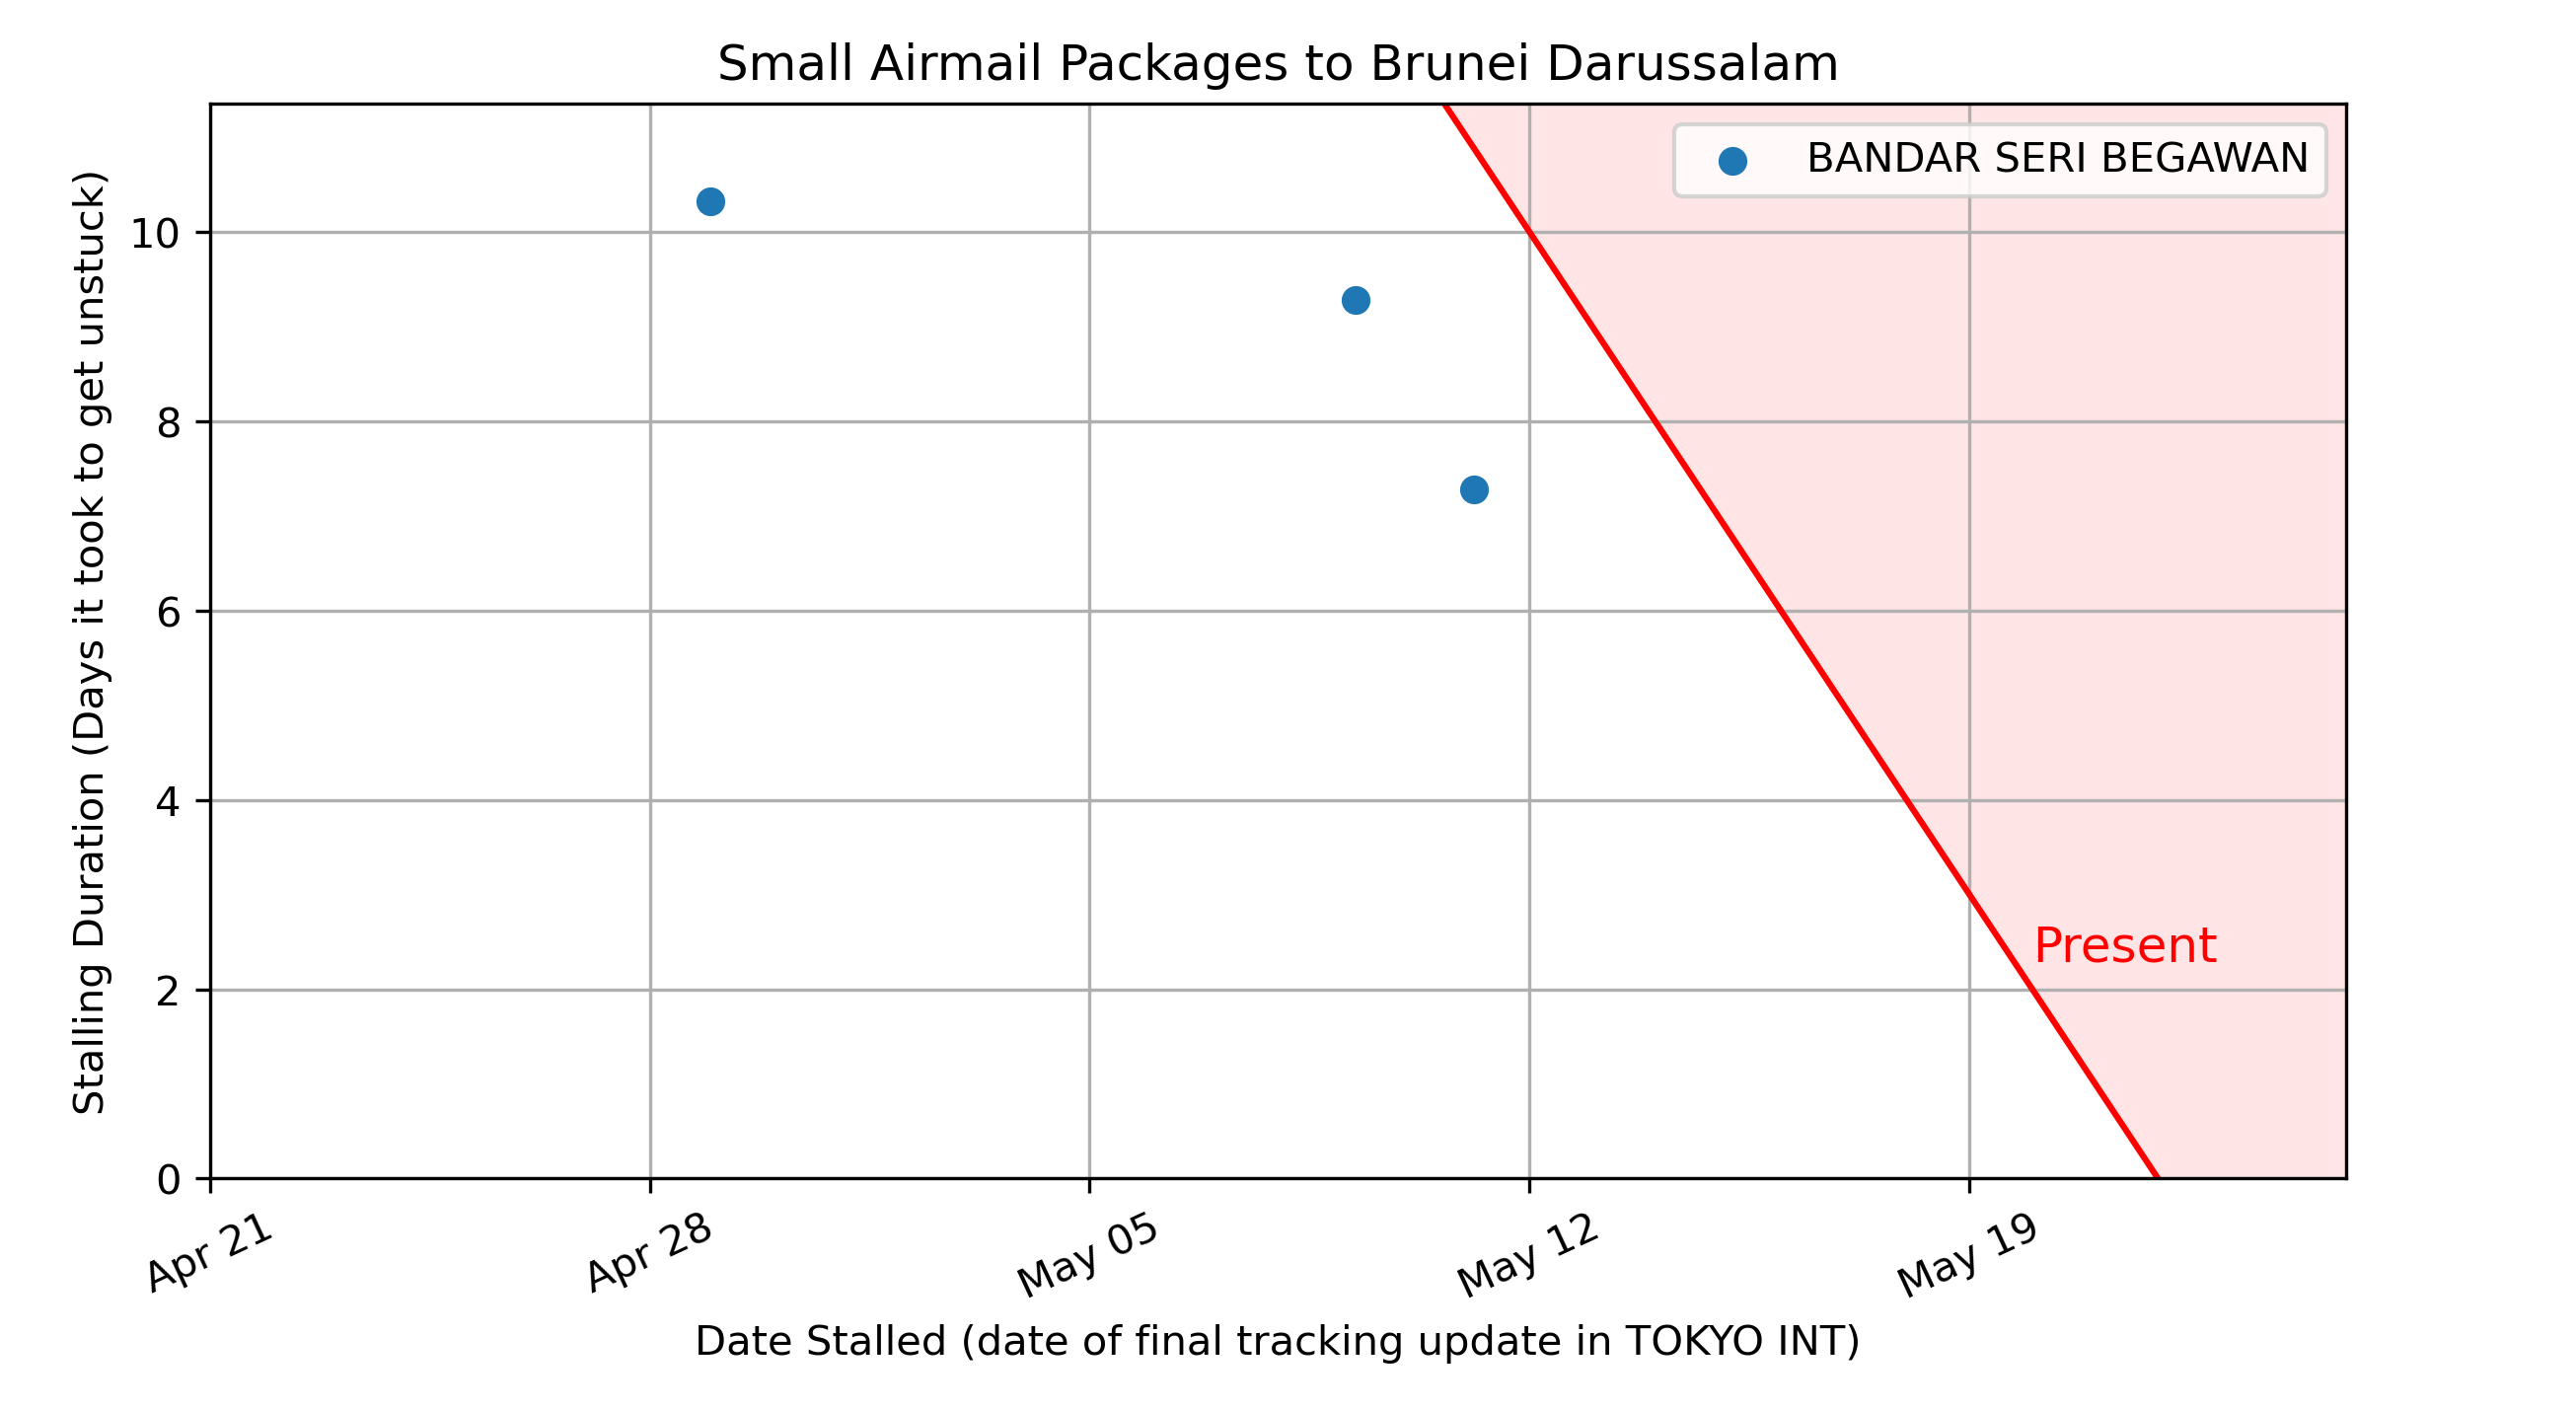 Small Airmail Packages to Brunei Darussalam
BANDAR SERI BEGAWAN
Stalling Duration (Days it took to get unstuck)
10
8
6
4
2
0
Present
Apr 21
Apr 28
May 05
May 12
May 19
Date Stalled (date of final tracking update in TOKYO INT)